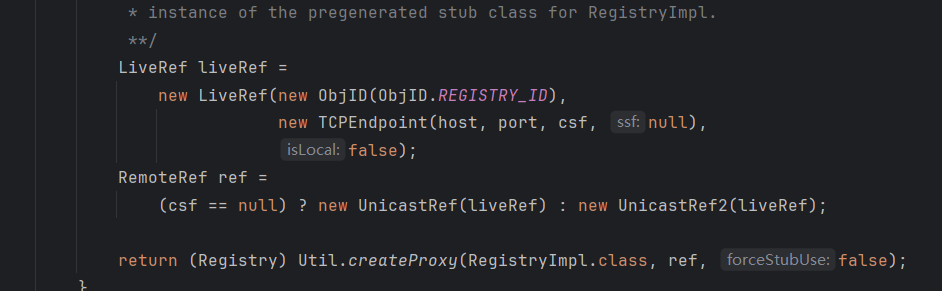 * instance of the pregenerated stub class for RegistryImpl.
**/
LiveRef liveRef =
new LiveRef(new ObjID(ObjID.REGISTRY_ID),
new TCPEndpoint(host, port, csf, ssf: null),
isLocal: false);
RemoteRef ref =
(csf == null) ? new UnicastRef(liveRef) : new UnicastRef2(liveRef);
return (Registry) Util.createProxy(RegistryImpl.class, ref, forceStubUse: false);
}